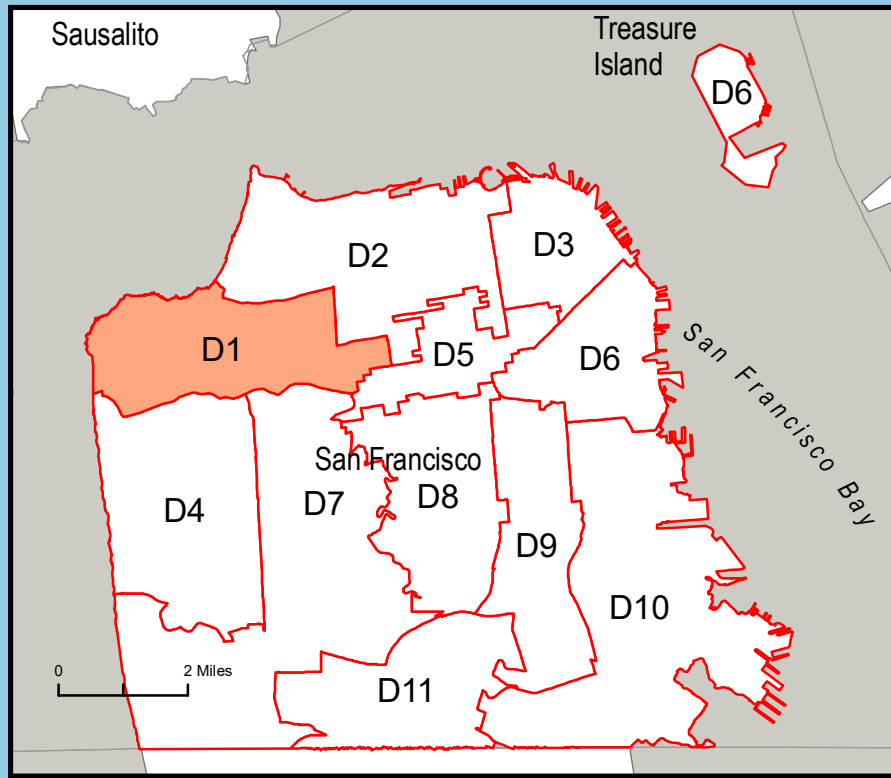 Sausalito
Treasure
Island
D6
D3
D2
D1
D5
D6
San Francisco Bay
San Francisco
D4
D7
D8
D9
D10
0
2 Miles
D11